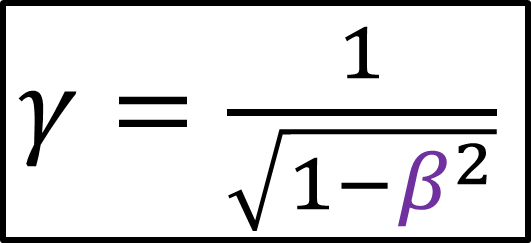 γ = 1 / √(1−β²)